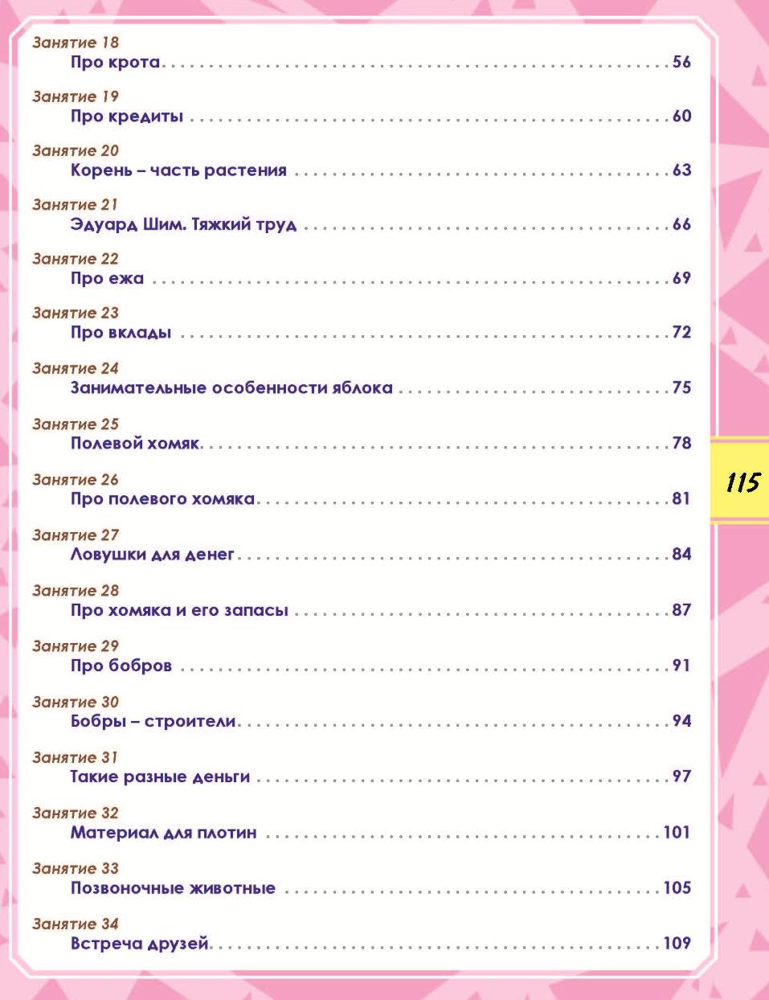 Занятие 18
Про крота. . . . . . . . . . . . . . . . . . . . . . . . . . . . . . . . . . . . . . . . . . . . . . . . . . . . . 56
Занятие 19
Про кредиты . . . . . . . . . . . . . . . . . . . . . . . . . . . . . . . . . . . . . . . . . . . . . . . . . . 60
Занятие 20
Корень – часть растения . . . . . . . . . . . . . . . . . . . . . . . . . . . . . . . . . . . . . . . 63
Занятие 21
Эдуард Шим. Тяжкий труд . . . . . . . . . . . . . . . . . . . . . . . . . . . . . . . . . . . . . . 66
Занятие 22
Про ежа . . . . . . . . . . . . . . . . . . . . . . . . . . . . . . . . . . . . . . . . . . . . . . . . . . . . . . 69
Занятие 23
Про вклады . . . . . . . . . . . . . . . . . . . . . . . . . . . . . . . . . . . . . . . . . . . . . . . . . . . 72
Занятие 24
Занимательные особенности яблока . . . . . . . . . . . . . . . . . . . . . . . . . . . . 75
Занятие 25
Полевой хомяк. . . . . . . . . . . . . . . . . . . . . . . . . . . . . . . . . . . . . . . . . . . . . . . . . 78
Занятие 26
Про полевого хомяка. . . . . . . . . . . . . . . . . . . . . . . . . . . . . . . . . . . . . . . . . . . 81
Занятие 27
Ловушки для денег. . . . . . . . . . . . . . . . . . . . . . . . . . . . . . . . . . . . . . . . . . . . . 84
Занятие 28
Про хомяка и его запасы . . . . . . . . . . . . . . . . . . . . . . . . . . . . . . . . . . . . . . . 87
Занятие 29
Про бобров . . . . . . . . . . . . . . . . . . . . . . . . . . . . . . . . . . . . . . . . . . . . . . . . . . . 91
115
Занятие 30
Бобры – строители. . . . . . . . . . . . . . . . . . . . . . . . . . . . . . . . . . . . . . . . . . . . . 94
Занятие 31
Такие разные деньги . . . . . . . . . . . . . . . . . . . . . . . . . . . . . . . . . . . . . . . . . . . 97
Занятие 32
Материал для плотин . . . . . . . . . . . . . . . . . . . . . . . . . . . . . . . . . . . . . . . . . 101
Занятие 33
Позвоночные животные . . . . . . . . . . . . . . . . . . . . . . . . . . . . . . . . . . . . . . . 105
Занятие 34
Встреча друзей. . . . . . . . . . . . . . . . . . . . . . . . . . . . . . . . . . . . . . . . . . . . . . . 109